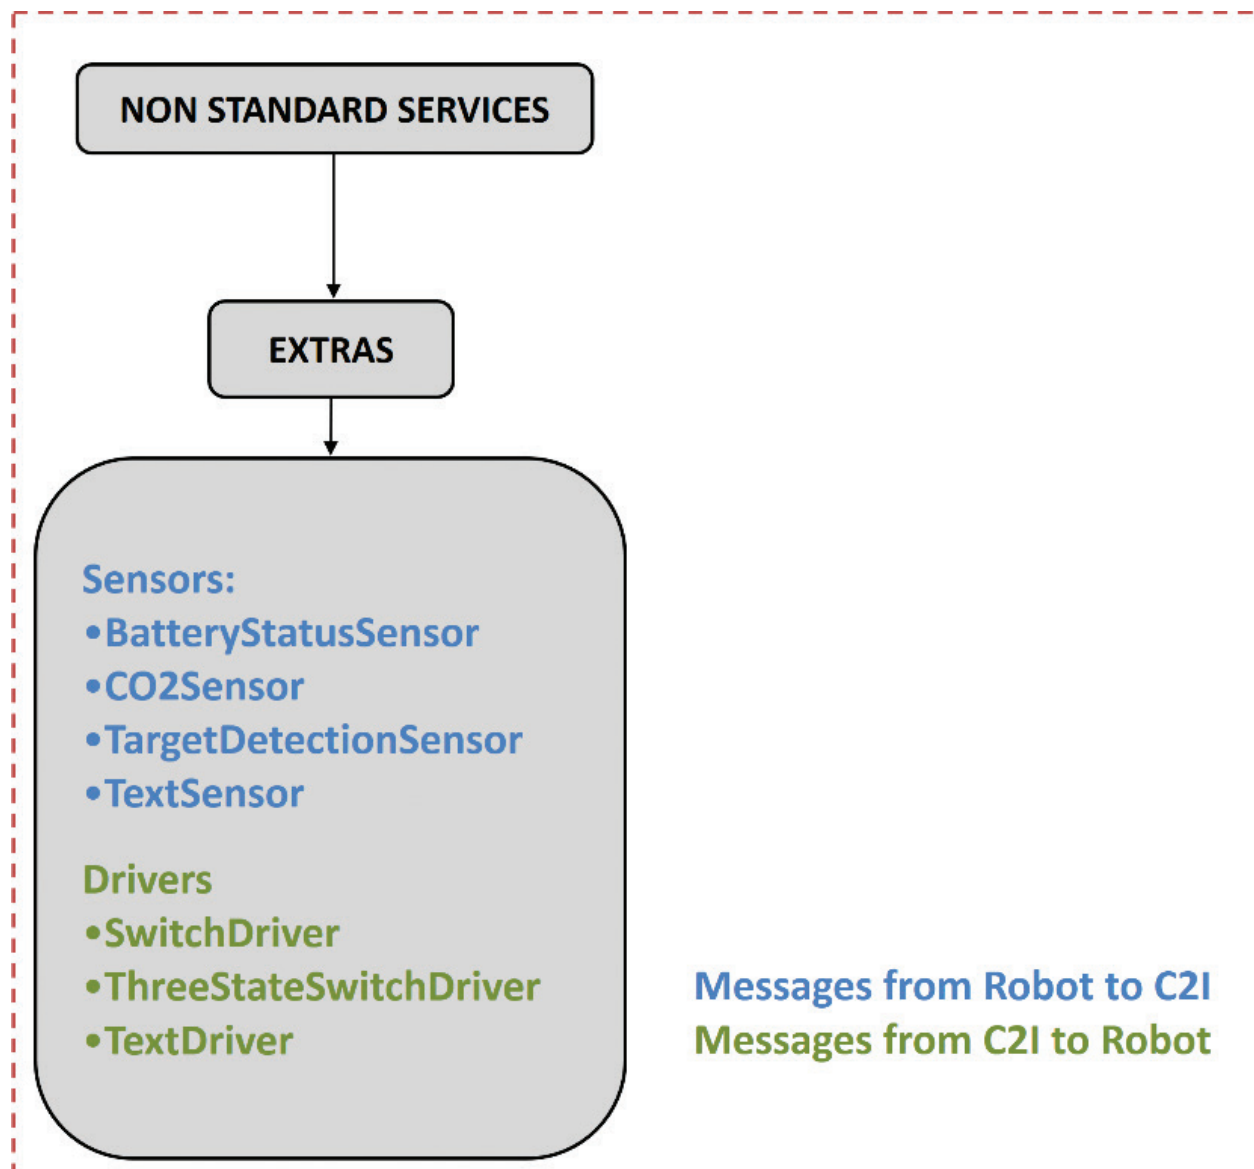 NON STANDARD SERVICES
EXTRAS
Sensors:
•BatteryStatusSensor
•CO2Sensor
•TargetDetectionSensor
•TextSensor
Drivers
•SwitchDriver
•ThreeStateSwitchDriver
•TextDriver
Messages from Robot to C2I
Messages from C2I to Robot